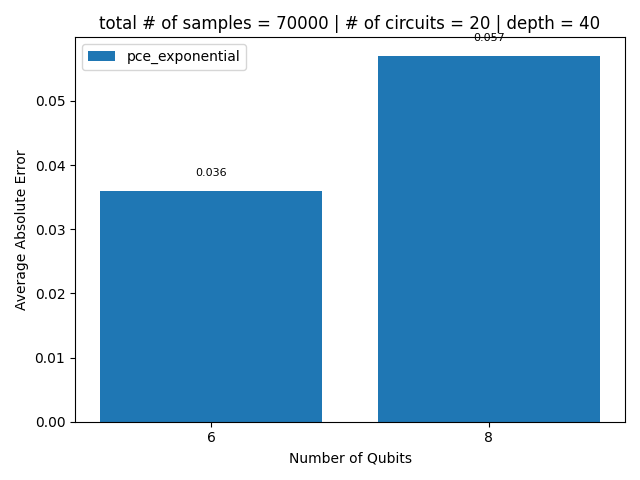 total # of samples = 70000 | # of circuits = 20 | depth = 40
pce_exponential
0.057
0.036
Average Absolute Error
0.05
0.04
0.03
0.02
0.01
0.00
6
8
Number of Qubits